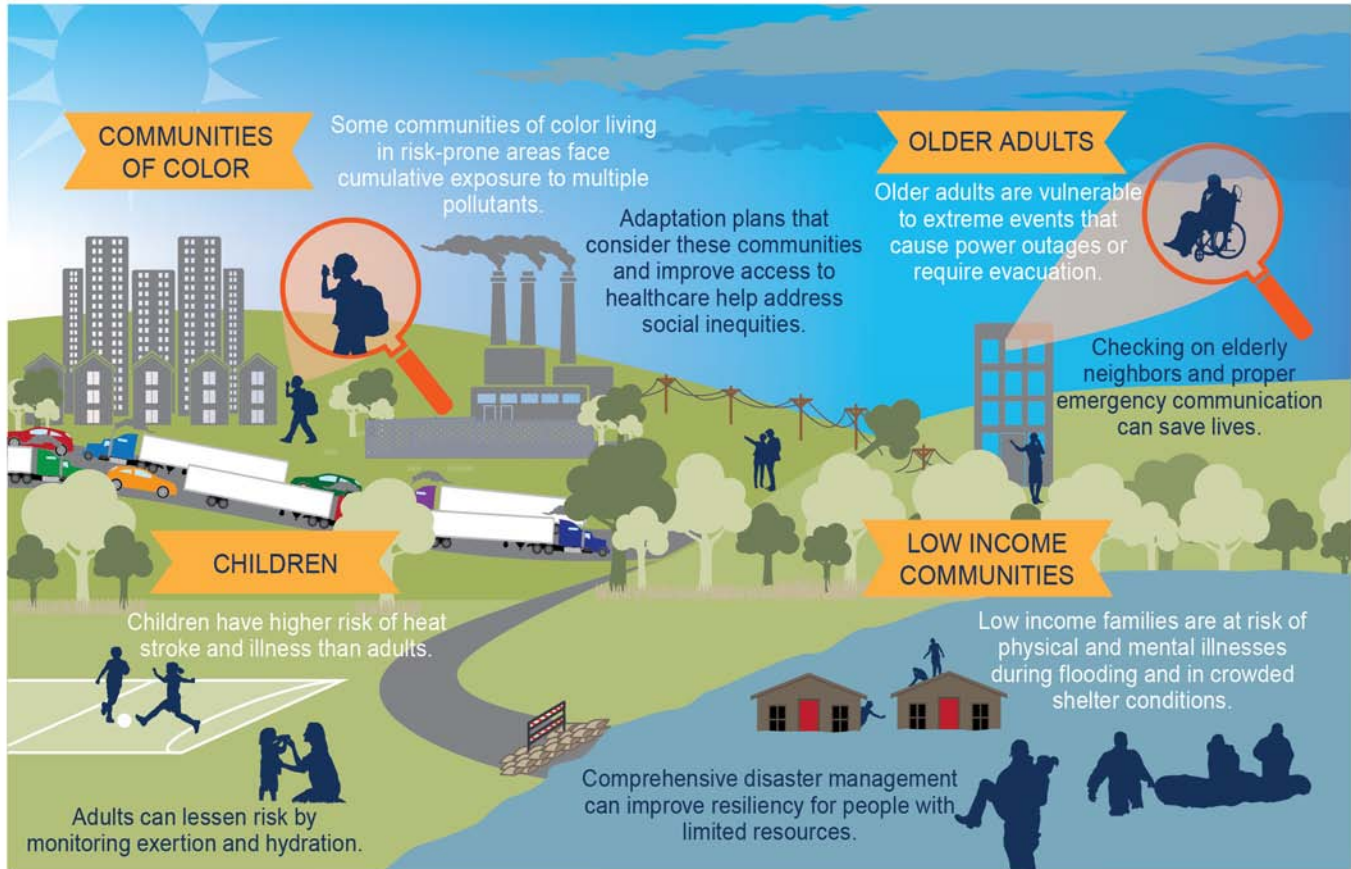 COMMUNITIES
OF COLOR
Some communities of color living
in risk-prone areas face
cumulative exposure to multiple
pollutants.
Adaptation plans that
consider these communities
and improve access to
healthcare help address
social inequities.
OLDER ADULTS
Older adults are vulnerable
to extreme events that
cause power outages or
require evacuation.
Checking on elderly
neighbors and proper
emergency communication
can save lives.
CHILDREN
Children have higher risk of heat
stroke and illness than adults.
Adults can lessen risk by
monitoring exertion and hydration.
LOW INCOME
COMMUNITIES
Low income families are at risk of
physical and mental illnesses
during flooding and in crowded
shelter conditions.
Comprehensive disaster management
can improve resiliency for people with
limited resources.